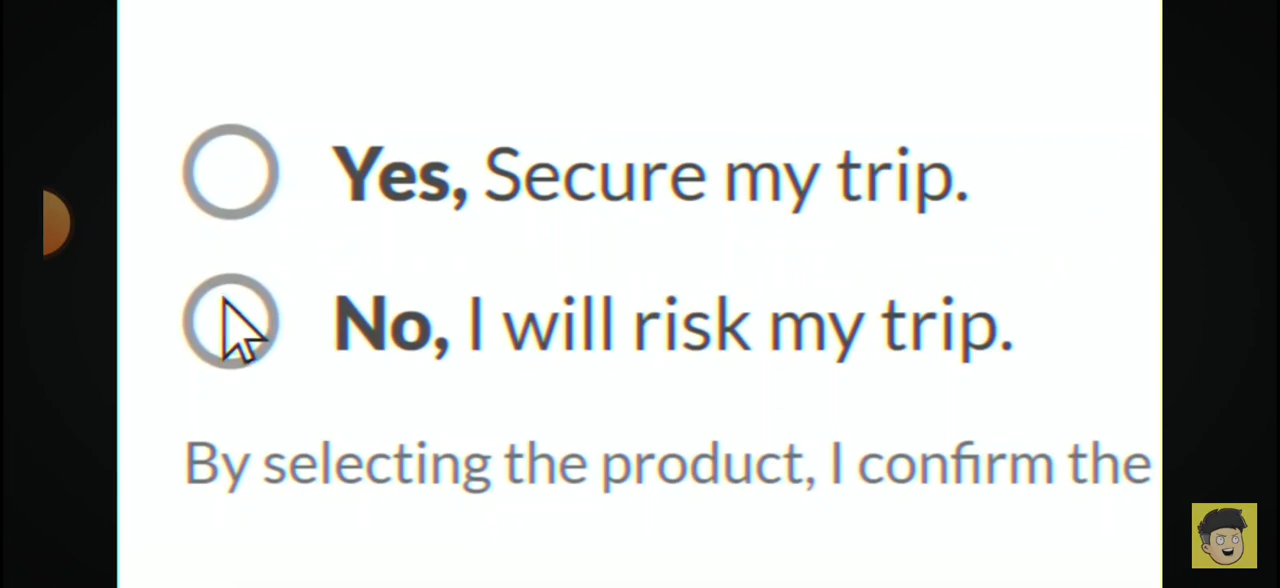 Yes, Secure my trip.
No, I will risk my trip.
By selecting the product, I confirm the